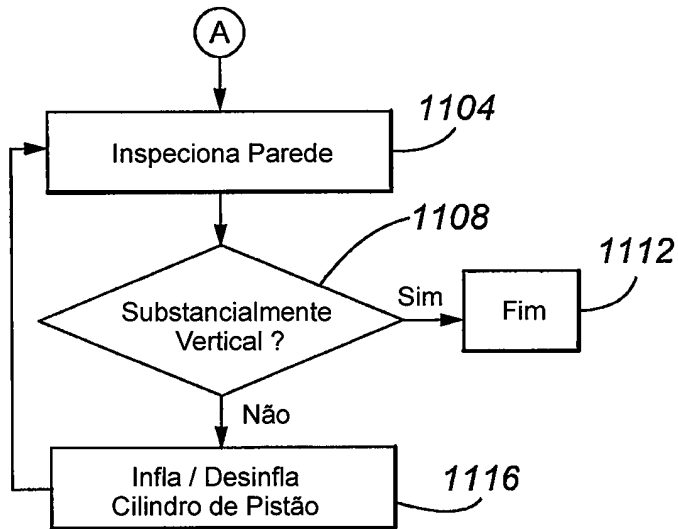 A
1104
Inspeciona Parede
1108
1112
Substancialmente
Vertical ?
Sim
Fim
Não
Infla / Desinfla
Cilindro de Pistão
1116